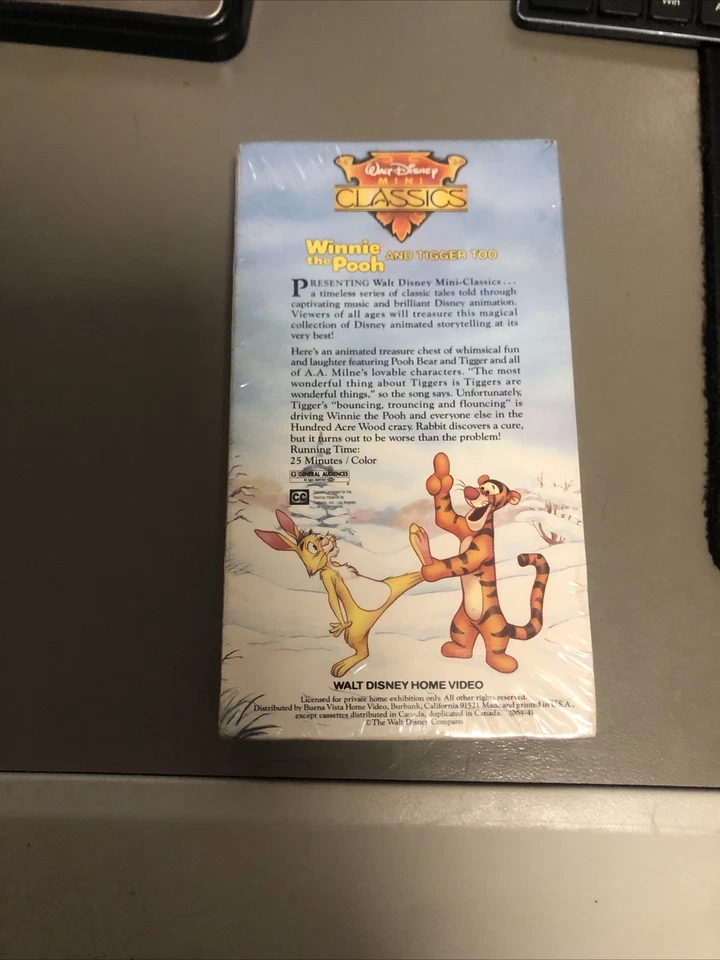 Win
Walt Disney
MINI
CLASSICS
Winnie
the Pooh AND TIGGER TOO
PRESENTING Walt Disney Mini-Classics . . .
a timeless series of classic tales told through
captivating music and brilliant Disney animation.
Viewers of all ages will treasure this magical
collection of Disney animated storytelling at its
very best!
Here's an animated treasure chest of whimsical fun
and laughter featuring Pooh Bear and Tigger and all
of A.A. Milne's lovable characters. "The most
wonderful thing about Tiggers is Tiggers are
wonderful things," so the song says. Unfortunately,
Tigger's "bouncing, trouncing and flouncing" is
driving Winnie the Pooh and everyone else in the
Hundred Acre Wood crazy. Rabbit discovers a cure,
but it turns out to be worse than the problem!
Running Time:
25 Minutes / Color
G GENERAL AUDIENCES
CC
WALT DISNEY HOME VIDEO
Licensed for private home exhibition only. All other rights reserved.
Distributed by Buena Vista Home Video, Burbank, California 91521. Made and printed in U.S.A.,
except cassettes distributed in Canada, duplicated in Canada.
© The Walt Disney Company